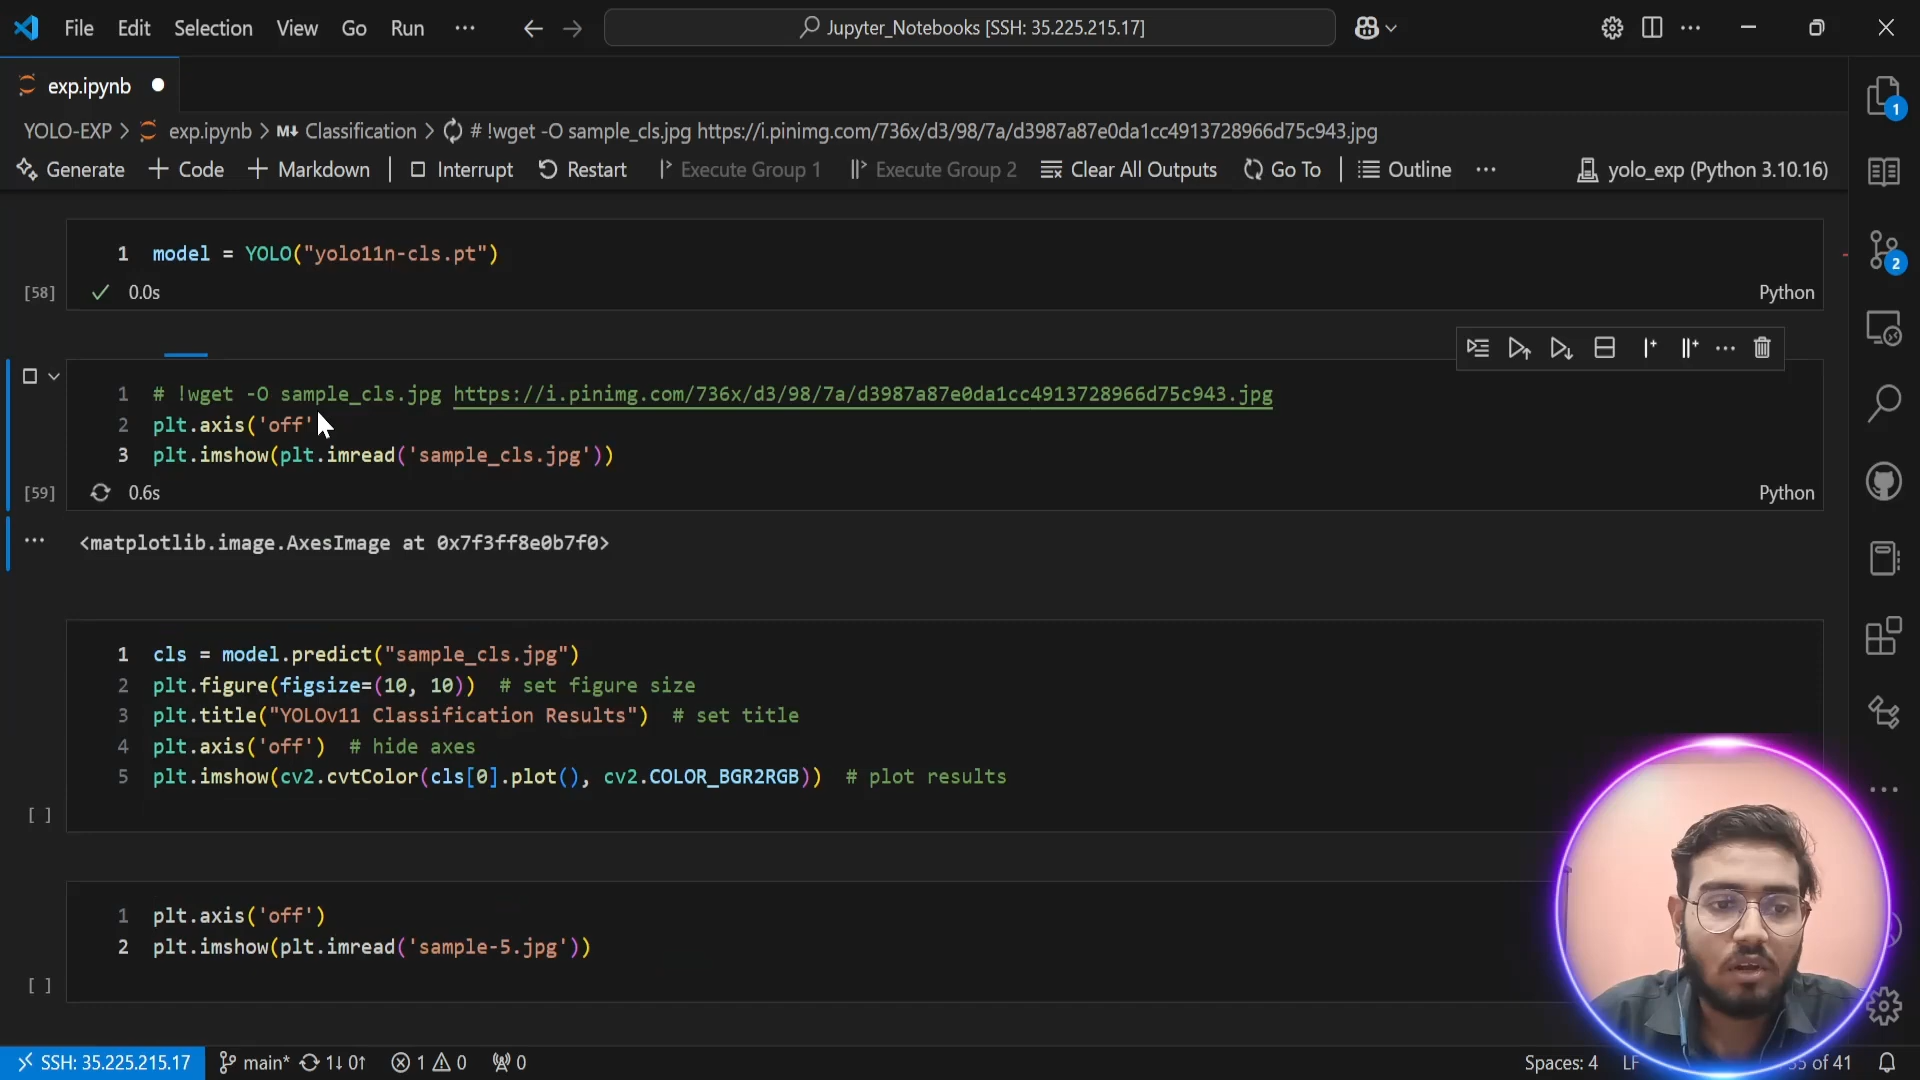 File Edit Selection View Go Run ··· Jupyter_Notebooks [SSH: 35.225.215.17]
exp.ipynb
YOLO-EXP > exp.ipynb > M↓ Classification > # !wget -O sample_cls.jpg https://i.pinimg.com/736x/d3/98/7a/d3987a87e0da1cc4913728966d75c943.jpg
Generate + Code + Markdown | Interrupt Restart Execute Group 1 Execute Group 2 Clear All Outputs Go To | Outline ··· yolo_exp (Python 3.10.16)
1 model = YOLO("yolo11n-cls.pt")
[58] ✓ 0.0s Python
1 # !wget -O sample_cls.jpg https://i.pinimg.com/736x/d3/98/7a/d3987a87e0da1cc4913728966d75c943.jpg
2 plt.axis('off'
3 plt.imshow(plt.imread('sample_cls.jpg'))
[59] 0.6s Python
··· <matplotlib.image.AxesImage at 0x7f3ff8e0b7f0>
1 cls = model.predict("sample_cls.jpg")
2 plt.figure(figsize=(10, 10)) # set figure size
3 plt.title("YOLOv11 Classification Results") # set title
4 plt.axis('off') # hide axes
5 plt.imshow(cv2.cvtColor(cls[0].plot(), cv2.COLOR_BGR2RGB)) # plot results
[ ]
1 plt.axis('off')
2 plt.imshow(plt.imread('sample-5.jpg'))
[ ]
1
2
SSH: 35.225.215.17 main* 1↓ 0↑ 1 0 0 Spaces: 4 LF of 41